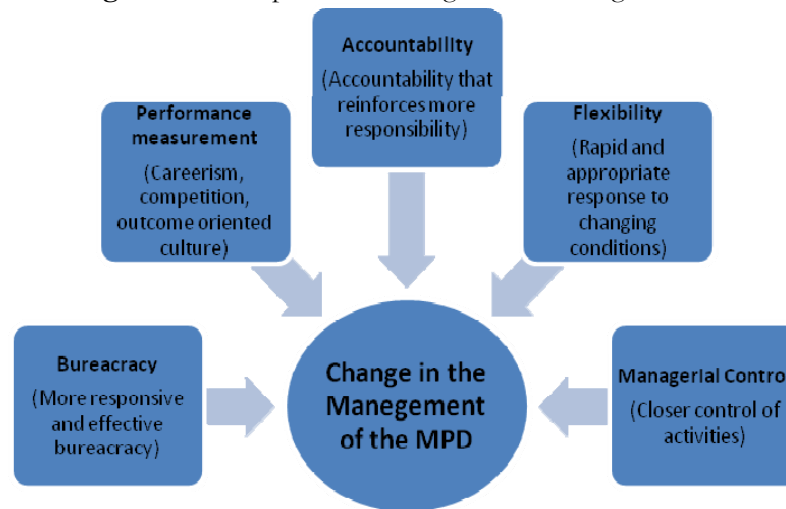 Accountability
(Accountability that
reinforces more
responsibility)
Performance
measurement
(Careerism,
competition,
outcome oriented
culture)
Flexibility
(Rapid and
appropriate
response to
changing
conditions)
Bureacracy
(More responsive
and effective
bureacracy)
Change in the
Manegement
of the MPD
Managerial Contro
(Closer control of
activities)